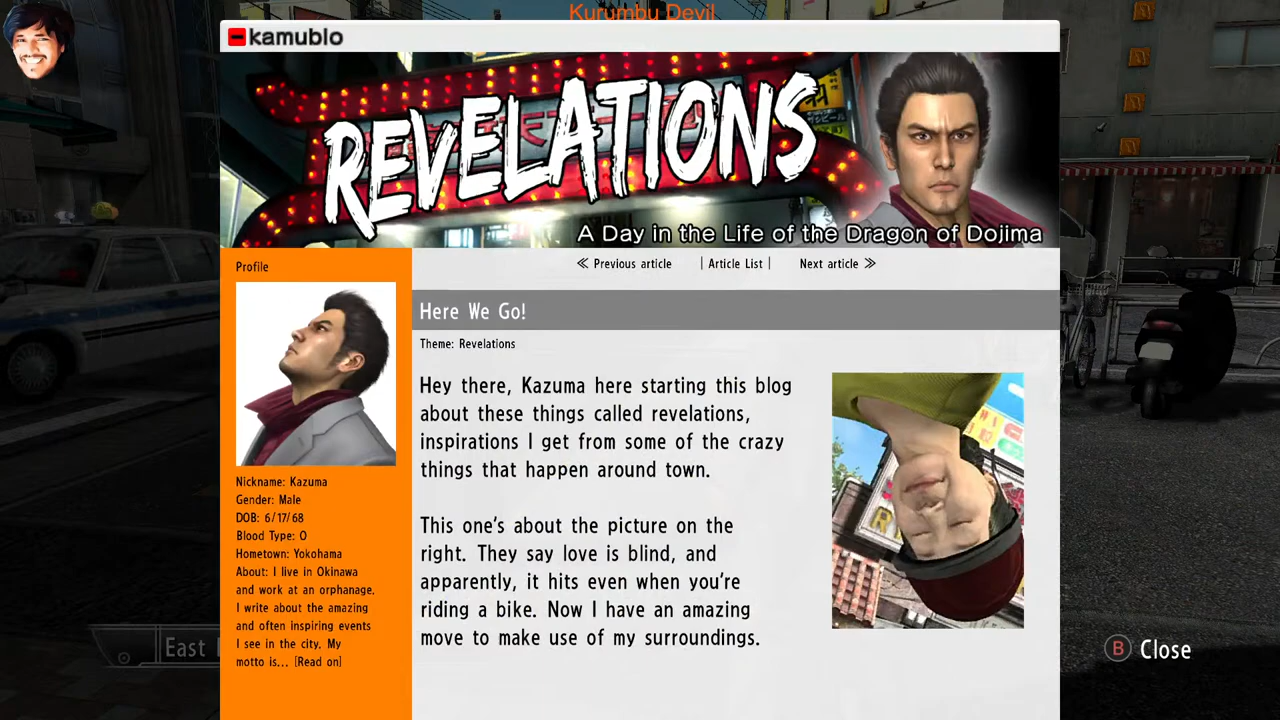 Kurumbu Devil
kamublo
REVELATIONS
A Day in the Life of the Dragon of Dojima
Profile
≪ Previous article | Article List | Next article ≫
Here We Go!
Theme: Revelations
Hey there, Kazuma here starting this blog
about these things called revelations,
inspirations I get from some of the crazy
things that happen around town.
This one's about the picture on the
right. They say love is blind, and
apparently, it hits even when you're
riding a bike. Now I have an amazing
move to make use of my surroundings.
Nickname: Kazuma
Gender: Male
DOB: 6/17/68
Blood Type: O
Hometown: Yokohama
About: I live in Okinawa
and work at an orphanage.
I write about the amazing
and often inspiring events
I see in the city. My
motto is... [Read on]
East
B Close